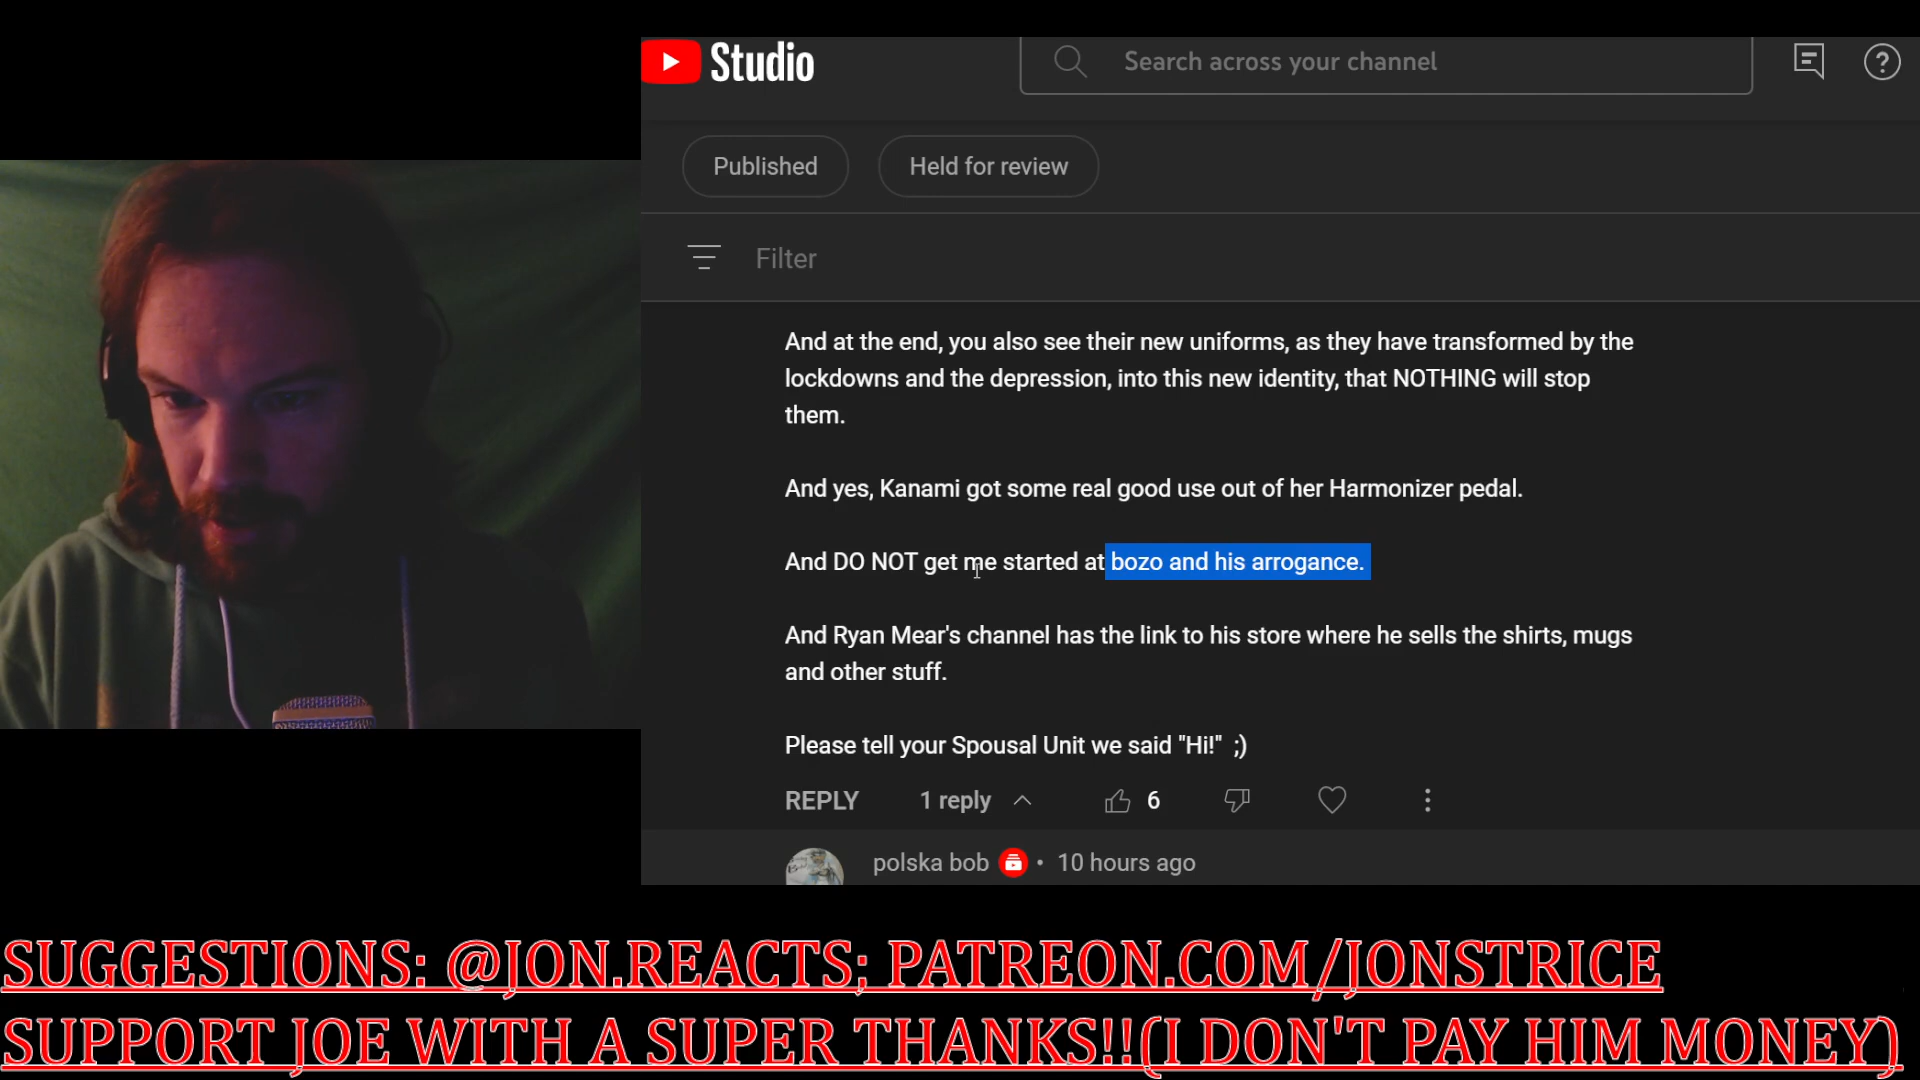 Studio
Search across your channel
Published
Held for review
Filter
And at the end, you also see their new uniforms, as they have transformed by the
lockdowns and the depression, into this new identity, that NOTHING will stop
them.
And yes, Kanami got some real good use out of her Harmonizer pedal.
And DO NOT get me started at bozo and his arrogance.
And Ryan Mear's channel has the link to his store where he sells the shirts, mugs
and other stuff.
Please tell your Spousal Unit we said "Hi!" ;)
REPLY
1 reply
6
polska bob • 10 hours ago
SUGGESTIONS: @JON.REACTS; PATREON.COM/JONSTRICE
SUPPORT JOE WITH A SUPER THANKS!!(I DON'T PAY HIM MONEY)